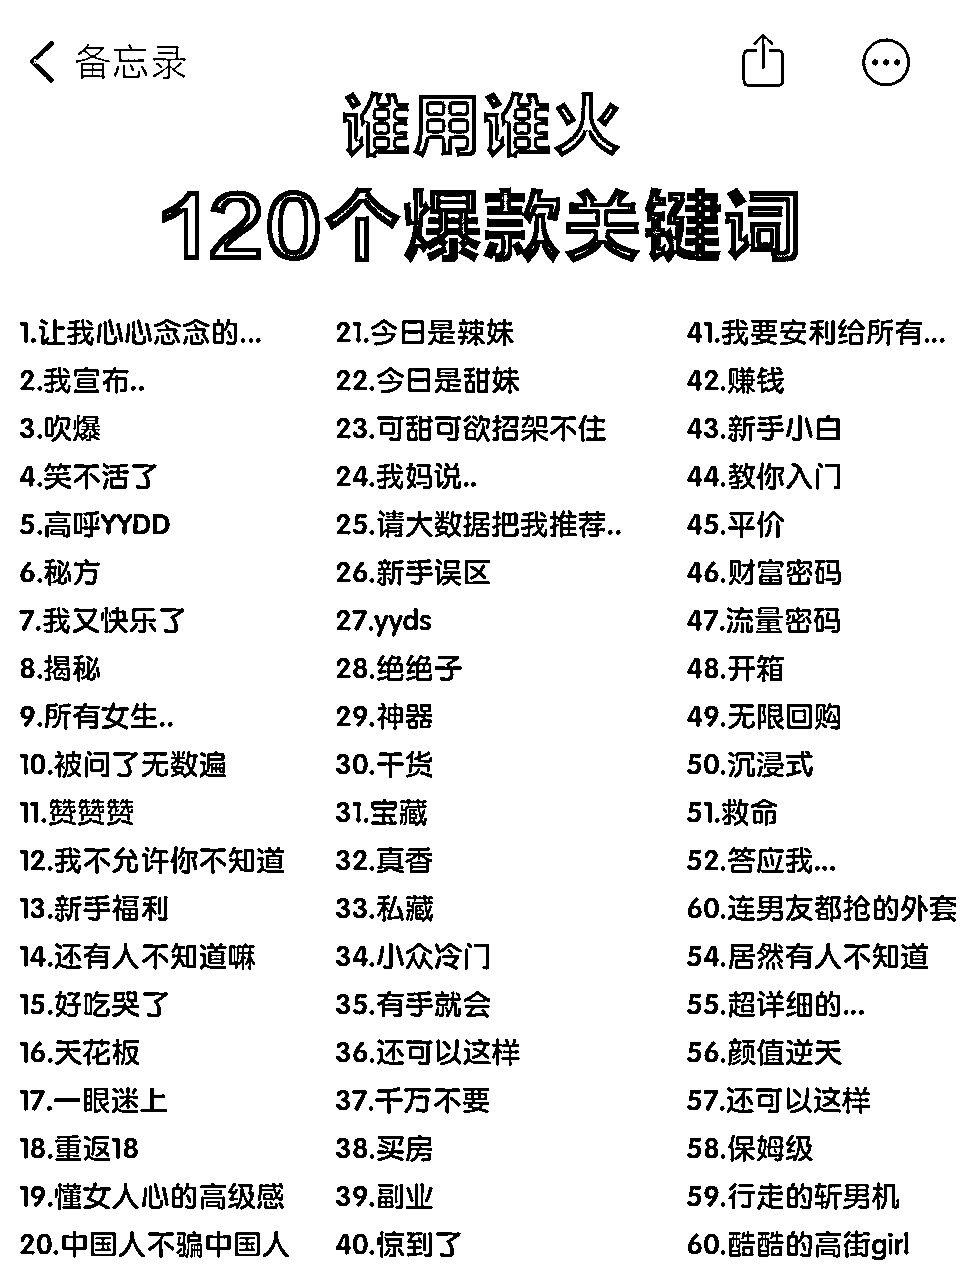 备忘录
谁用谁火
120个爆款关键词
1.让我心心念念的...
2.我宣布..
3.吹爆
4.笑不活了
5.高呼YYDD
6.秘方
7.我又快乐了
8.揭秘
9.所有女生..
10.被问了无数遍
11.赞赞赞
12.我不允许你不知道
13.新手福利
14.还有人不知道嘛
15.好吃哭了
16.天花板
17.一眼迷上
18.重返18
19.懂女人心的高级感
20.中国人不骗中国人
21.今日是辣妹
22.今日是甜妹
23.可甜可欲招架不住
24.我妈说..
25.请大数据把我推荐..
26.新手误区
27.yyds
28.绝绝子
29.神器
30.干货
31.宝藏
32.真香
33.私藏
34.小众冷门
35.有手就会
36.还可以这样
37.千万不要
38.买房
39.副业
40.惊到了
41.我要安利给所有...
42.赚钱
43.新手小白
44.教你入门
45.平价
46.财富密码
47.流量密码
48.开箱
49.无限回购
50.沉浸式
51.救命
52.答应我...
60.连男友都抢的外套
54.居然有人不知道
55.超详细的...
56.颜值逆天
57.还可以这样
58.保姆级
59.行走的斩男机
60.酷酷的高街girl